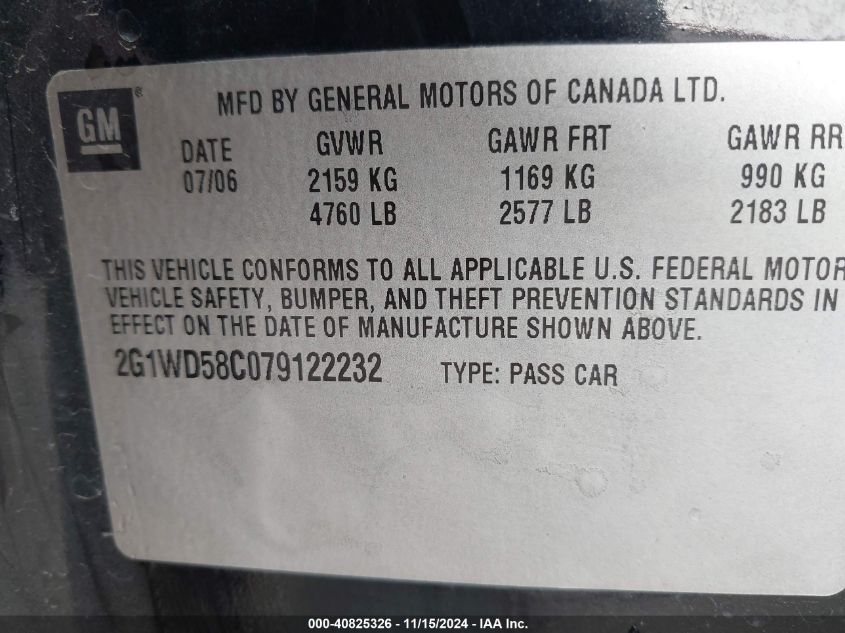 GM ®
MFD BY GENERAL MOTORS OF CANADA LTD.
DATE GVWR GAWR FRT GAWR RR
07/06 2159 KG 1169 KG 990 KG
4760 LB 2577 LB 2183 LB
THIS VEHICLE CONFORMS TO ALL APPLICABLE U.S. FEDERAL MOTOR
VEHICLE SAFETY, BUMPER, AND THEFT PREVENTION STANDARDS IN
EFFECT ON THE DATE OF MANUFACTURE SHOWN ABOVE.
2G1WD58C079122232 TYPE: PASS CAR
000-40825326 - 11/15/2024 - IAA Inc.